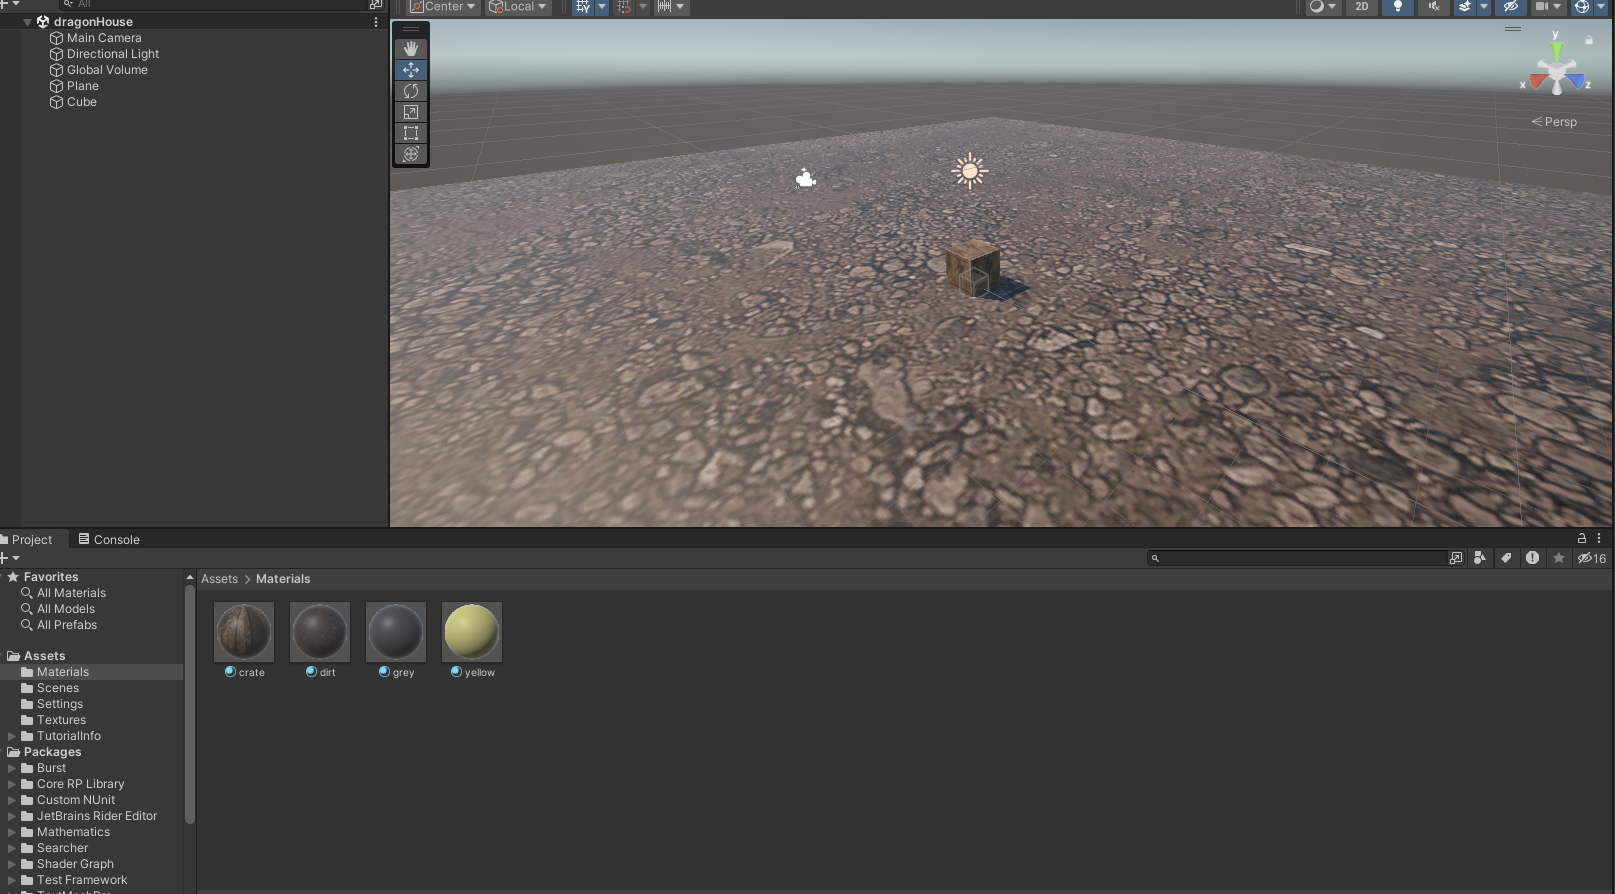 All
Center
Local
2D
dragonHouse
Main Camera
Directional Light
Global Volume
Plane
Cube
y
x
z
Persp
Project
Console
16
Favorites
All Materials
All Models
All Prefabs
Assets
Materials
Scenes
Settings
Textures
TutorialInfo
Packages
Burst
Core RP Library
Custom NUnit
JetBrains Rider Editor
Mathematics
Searcher
Shader Graph
Test Framework
Assets > Materials
crate
dirt
grey
yellow